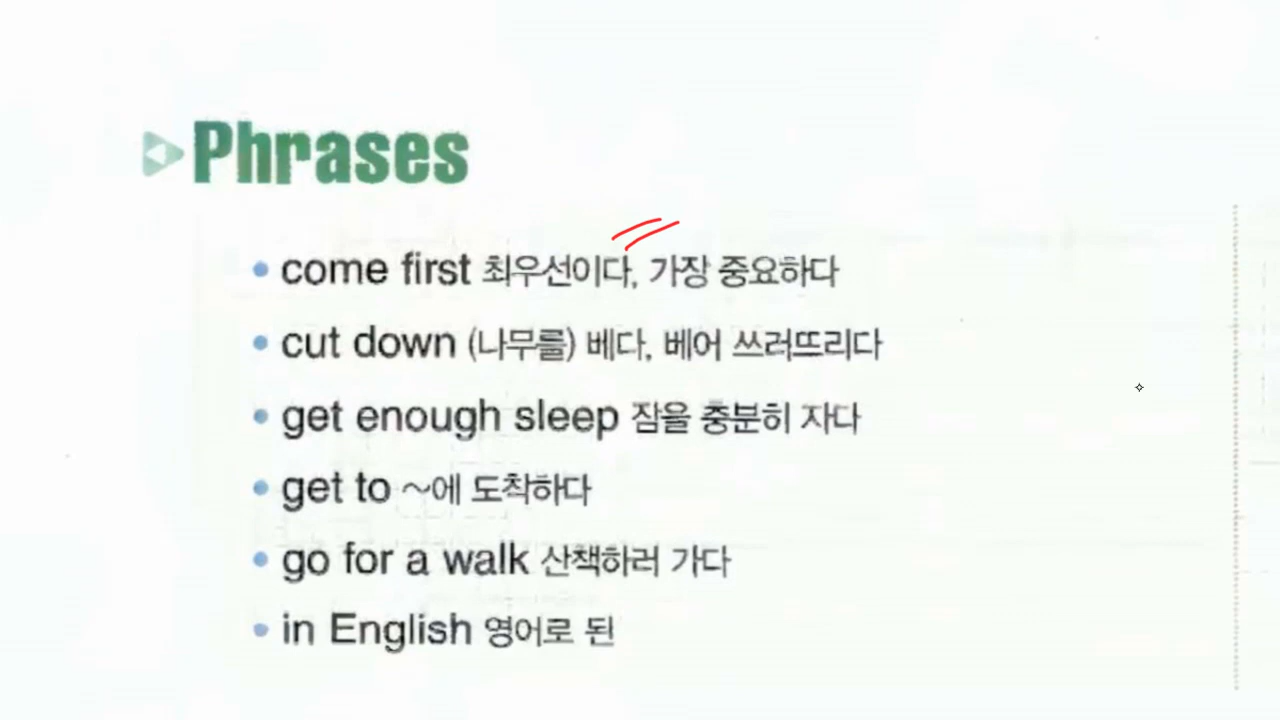 Phrases
come first 최우선이다, 가장 중요하다
cut down (나무를) 베다, 베어 쓰러뜨리다
get enough sleep 잠을 충분히 자다
get to ~에 도착하다
go for a walk 산책하러 가다
in English 영어로 된